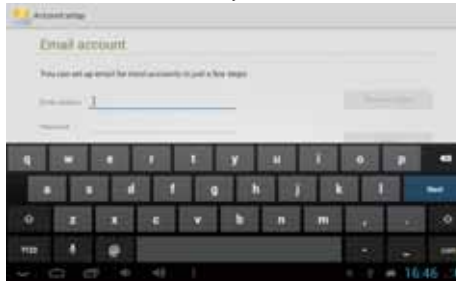 Account setup
Email account
You can set up email for most accounts in just a few steps.
Email address
Password
q w e r t y u i o p
a s d f g h j k l Next
z x c v b n m , .
?123 @ - _
16:46